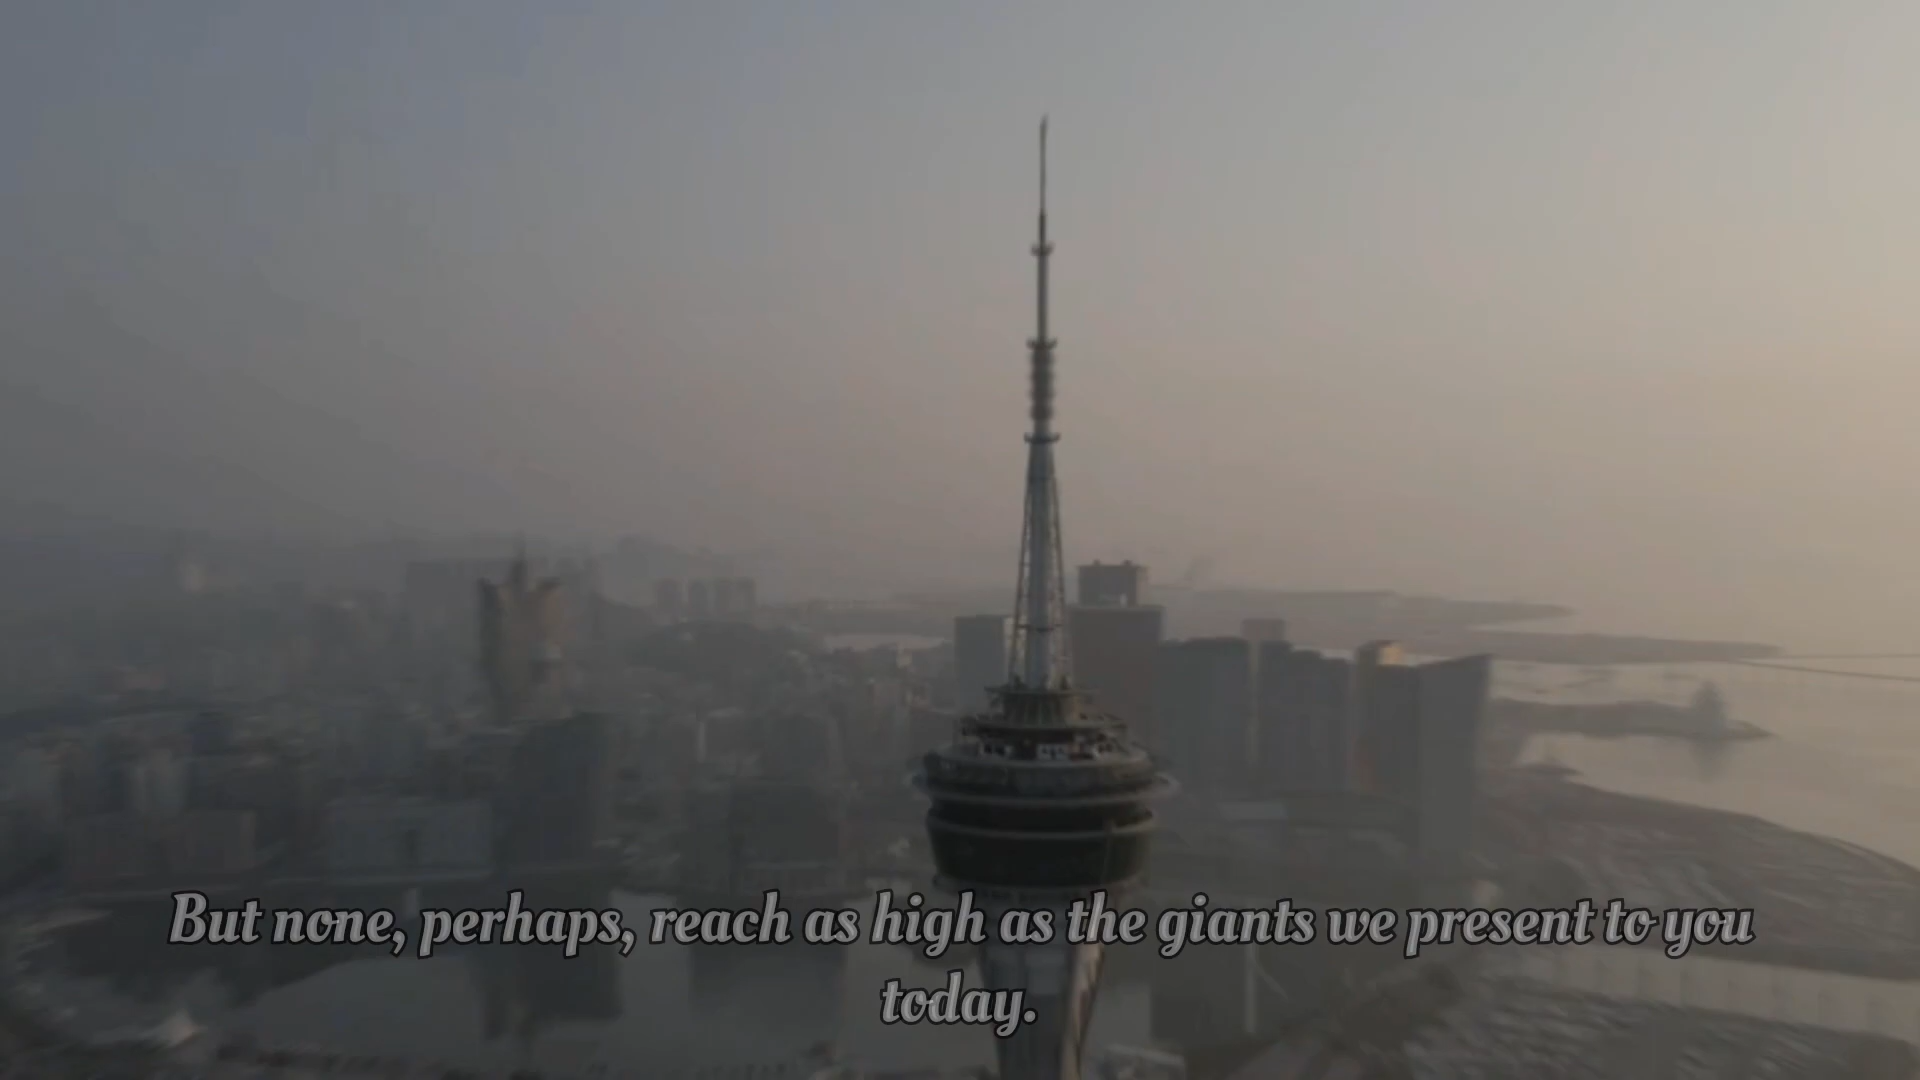 But none, perhaps, reach as high as the giants we present to you
today.